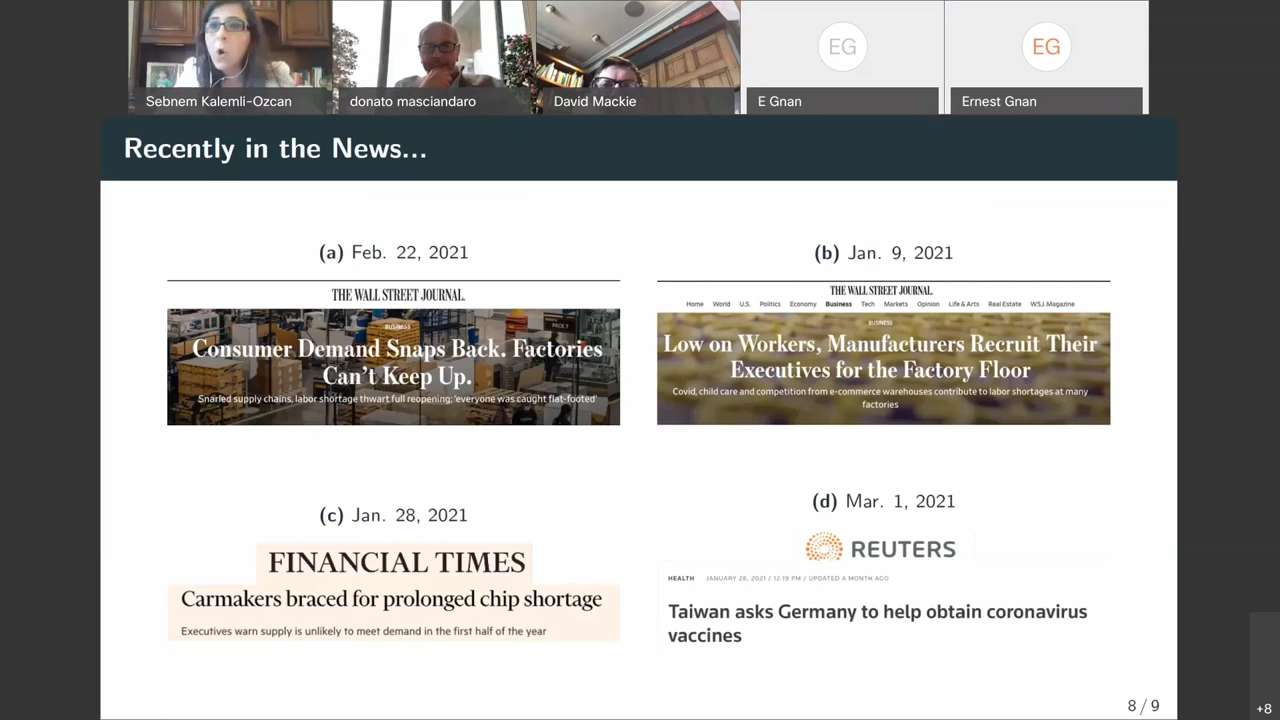 Sebnem Kalemli-Ozcan
donato masciandaro
David Mackie
EG
E Gnan
EG
Ernest Gnan
Recently in the News...
(a) Feb. 22, 2021
THE WALL STREET JOURNAL.
BUSINESS
Consumer Demand Snaps Back. Factories
Can't Keep Up.
Snarled supply chains, labor shortage thwart full reopening; 'everyone was caught flat-footed'
PACK 7
(b) Jan. 9, 2021
THE WALL STREET JOURNAL.
Home World U.S. Politics Economy Business Tech Markets Opinion Life & Arts Real Estate WSJ. Magazine
BUSINESS
Low on Workers, Manufacturers Recruit Their
Executives for the Factory Floor
Covid, child care and competition from e-commerce warehouses contribute to labor shortages at many
factories
(c) Jan. 28, 2021
FINANCIAL TIMES
Carmakers braced for prolonged chip shortage
Executives warn supply is unlikely to meet demand in the first half of the year
(d) Mar. 1, 2021
REUTERS
HEALTH JANUARY 28, 2021 / 12:19 PM / UPDATED A MONTH AGO
Taiwan asks Germany to help obtain coronavirus
vaccines
8 / 9
+8